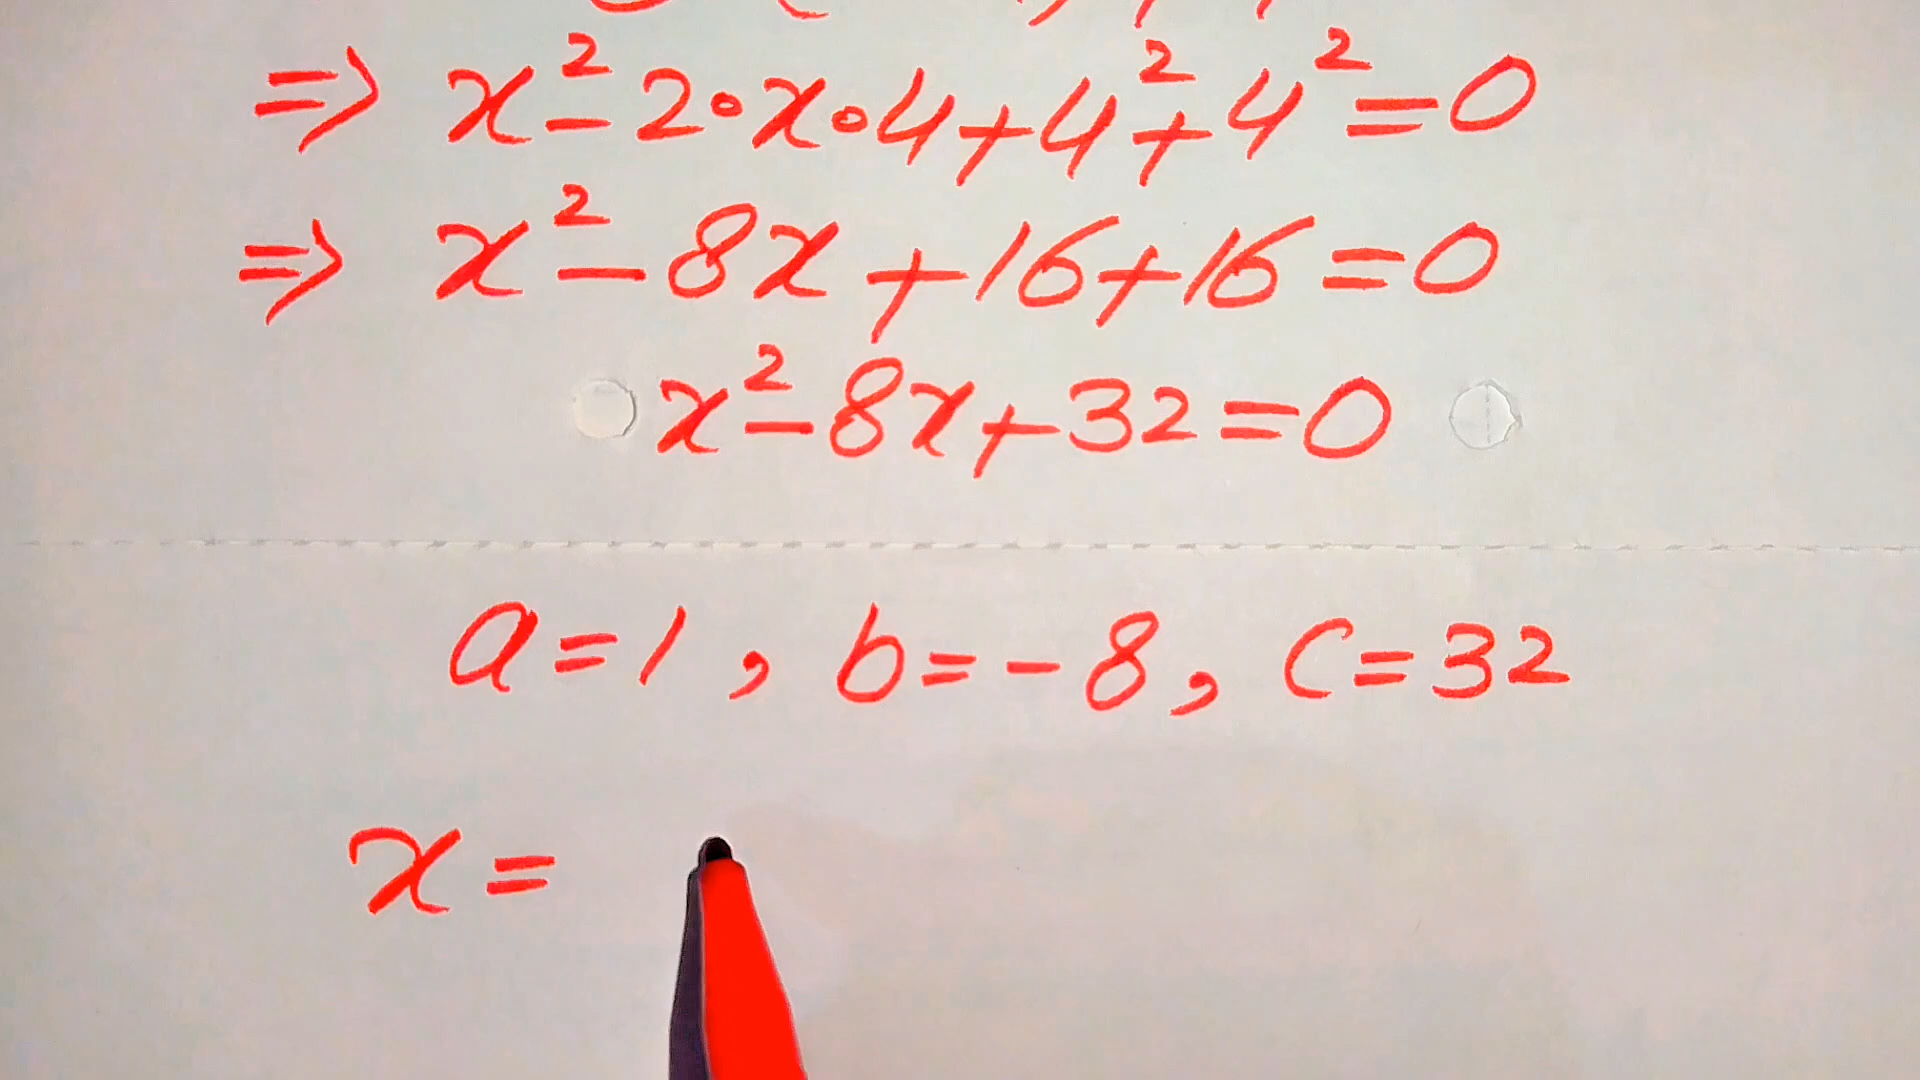 ⇒ x²-2∘x∘4+4²+4²=0
⇒ x²-8x+16+16=0
x²-8x+32=0
a=1, b=-8, c=32
x=